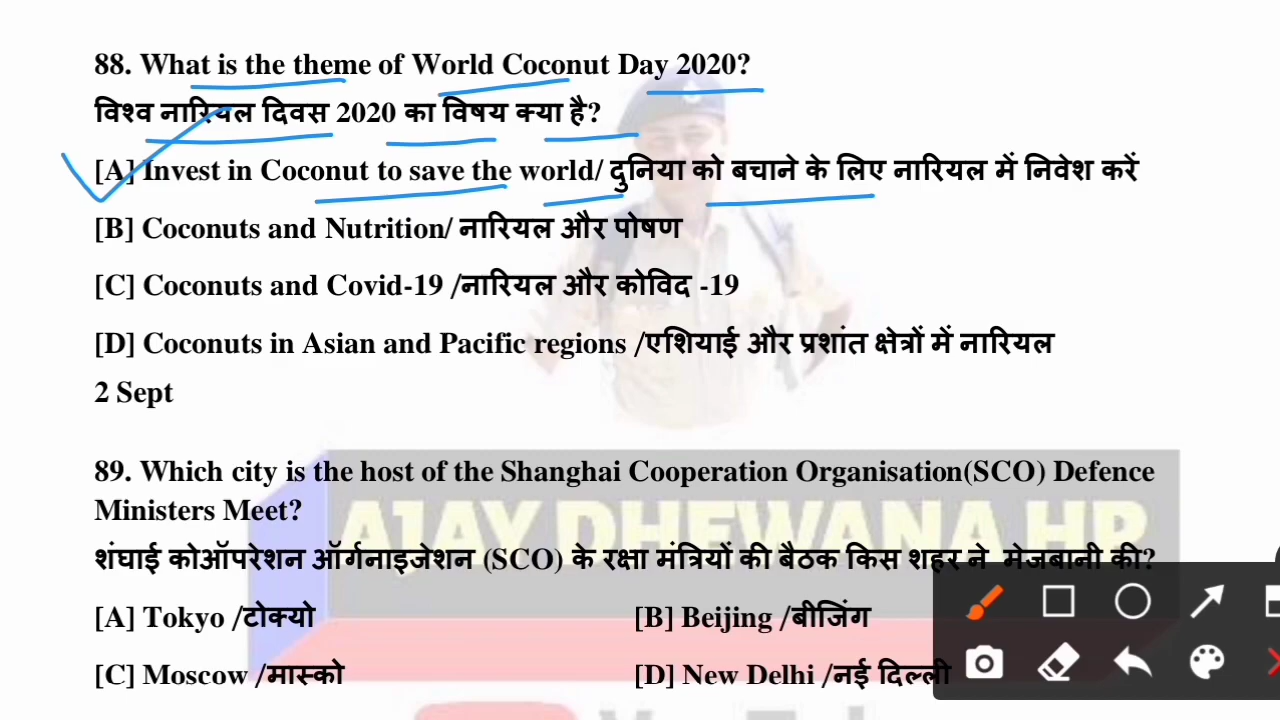 88. What is the theme of World Coconut Day 2020?
विश्व नारियल दिवस 2020 का विषय क्या है?
[A] Invest in Coconut to save the world/ दुनिया को बचाने के लिए नारियल में निवेश करें
[B] Coconuts and Nutrition/ नारियल और पोषण
[C] Coconuts and Covid-19 /नारियल और कोविद -19
[D] Coconuts in Asian and Pacific regions /एशियाई और प्रशांत क्षेत्रों में नारियल
2 Sept
89. Which city is the host of the Shanghai Cooperation Organisation(SCO) Defence
Ministers Meet?
AJAY DHEWANA HP
शंघाई कोऑपरेशन ऑर्गनाइजेशन (SCO) के रक्षा मंत्रियों की बैठक किस शहर ने मेजबानी की?
[A] Tokyo /टोक्यो [B] Beijing /बीजिंग
[C] Moscow /मास्को [D] New Delhi /नई दिल्ली